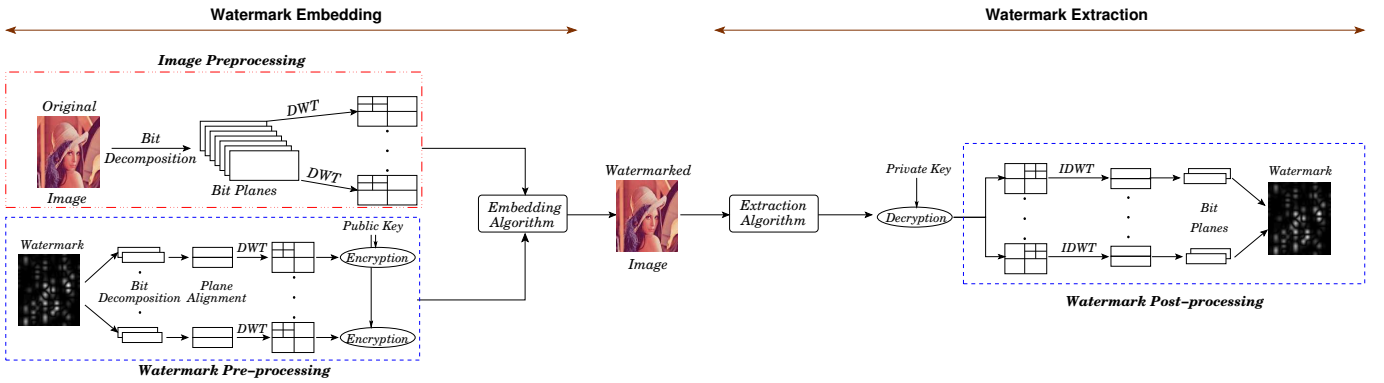 Watermark Embedding
Watermark Extraction
Image Preprocessing
Original
Image
Bit
Decomposition
Bit Planes
DWT
DWT
Watermark
Bit
Decomposition
Plane
Alignment
DWT
DWT
Public Key
Encryption
Encryption
Watermark Pre-processing
Embedding
Algorithm
Watermarked
Image
Extraction
Algorithm
Private Key
Decryption
IDWT
IDWT
Bit
Planes
Watermark
Watermark Post-processing